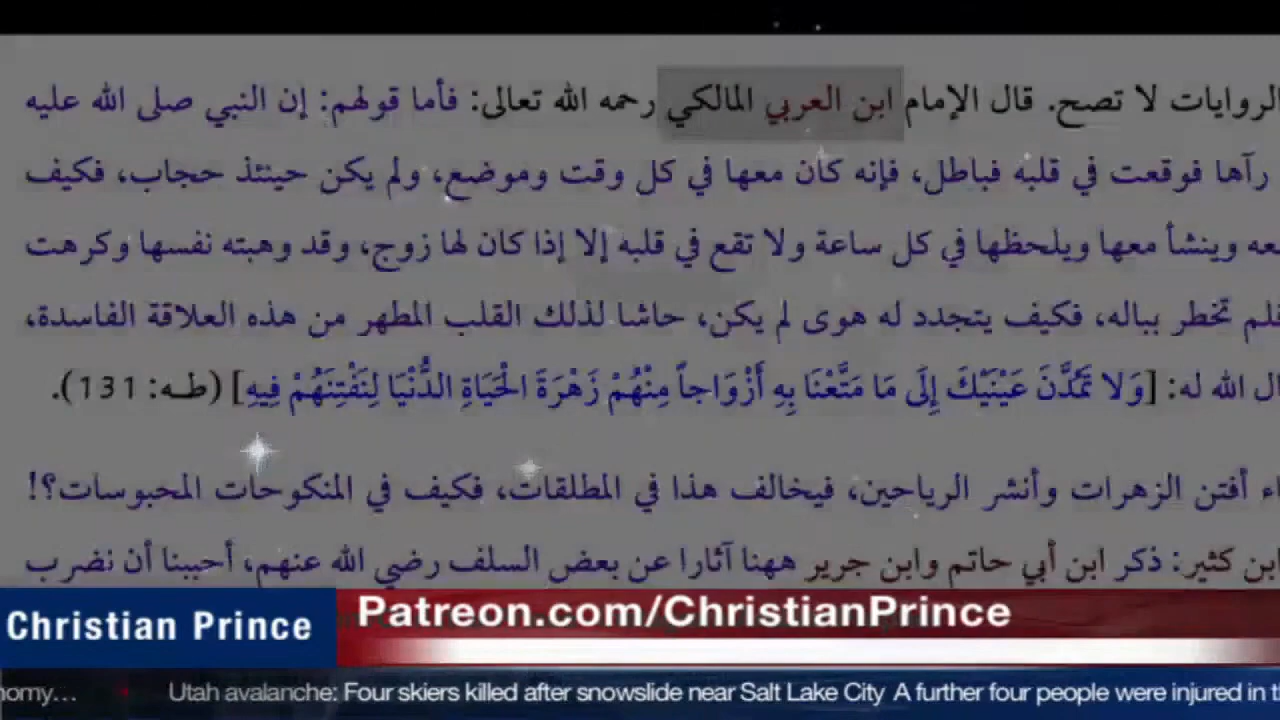 الروايات لا تصح. قال الإمام ابن العربي المالكي رحمه الله تعالى: فأما قولهم: إن النبي صلى الله عليه
رآها فوقعت في قلبه فباطل، فإنه كان معها في كل وقت وموضع، ولم يكن حينئذ حجاب، فكيف
وينشأ معها ويلحظها في كل ساعة ولا تقع في قلبه إلا إذا كان لها زوج، وقد وهبته نفسها وكرهت
تخطر بباله، فكيف يتجدد له هوى لم يكن، حاشا لذلك القلب المطهر من هذه العلاقة الفاسدة،
الله له: [وَلا تَمُدَّنَّ عَيْنَيْكَ إِلَى مَا مَتَّعْنَا بِهِ أَزْوَاجاً مِنْهُمْ زَهْرَةَ الْحَيَاةِ الدُّنْيَا لِنَفْتِنَهُمْ فِيهِ] (طـه: 131).
أفتن الزهرات وأنشر الرياحين، فيخالف هذا في المطلقات، فكيف في المنكوحات المحبوسات؟!
ابن كثير: ذكر ابن أبي حاتم وابن جرير ههنا آثارا عن بعض السلف رضي الله عنهم، أحببنا أن نضرب
Christian Prince
Patreon.com/ChristianPrince
Utah avalanche: Four skiers killed after snowslide near Salt Lake City A further four people were injured in